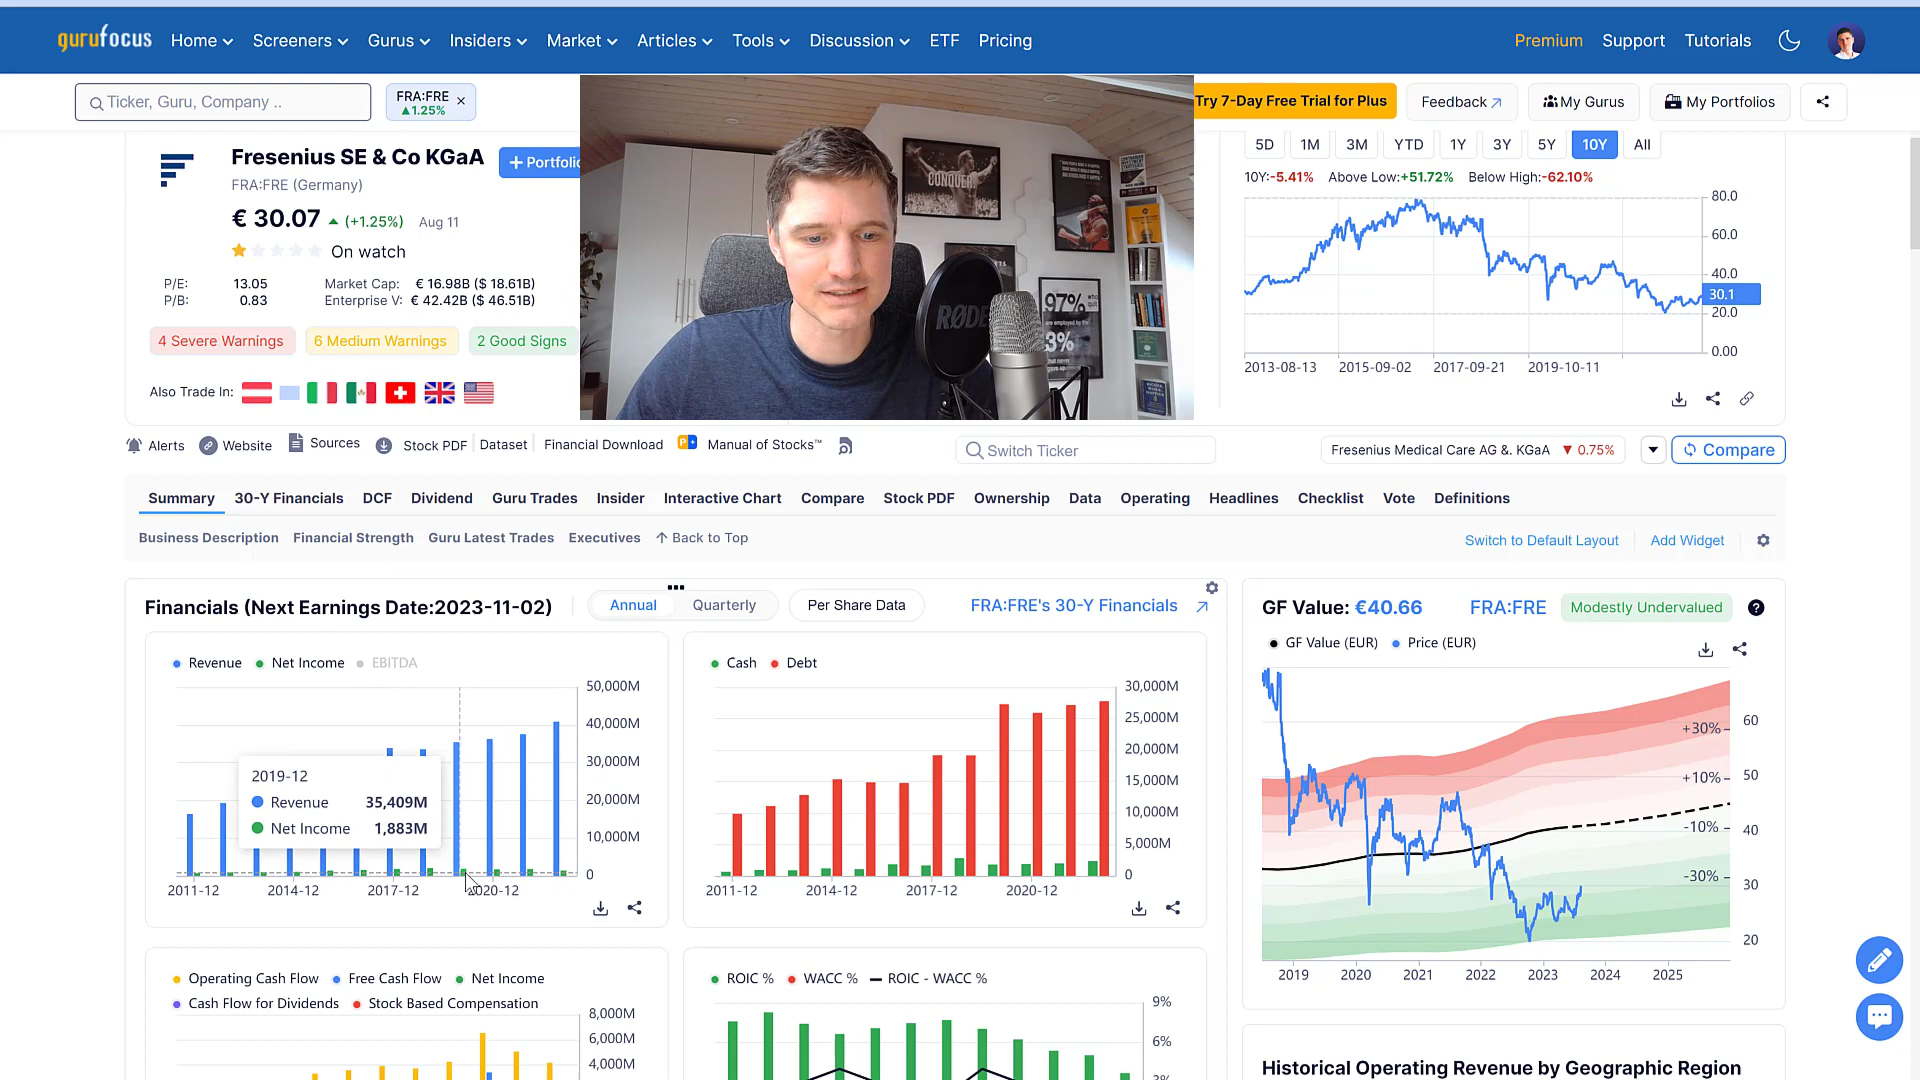 gurufocus Home Screeners Gurus Insiders Market Articles Tools Discussion ETF Pricing Premium Support Tutorials
Ticker, Guru, Company .. FRA:FRE × ▲1.25% Try 7-Day Free Trial for Plus Feedback My Gurus My Portfolios
Fresenius SE & Co KGaA + Portfolio
FRA:FRE (Germany)
€ 30.07 (+1.25%) Aug 11
On watch
P/E: 13.05 Market Cap: € 16.98B ($ 18.61B)
P/B: 0.83 Enterprise V: € 42.42B ($ 46.51B)
4 Severe Warnings 6 Medium Warnings 2 Good Signs
Also Trade In:
CONQUER
RØDE
97% who
quit
are employed by the
3%
5D 1M 3M YTD 1Y 3Y 5Y 10Y All
10Y:-5.41% Above Low:+51.72% Below High:-62.10%
80.0
60.0
40.0
30.1
20.0
0.00
2013-08-13 2015-09-02 2017-09-21 2019-10-11
Alerts Website Sources Stock PDF Dataset Financial Download P+ Manual of Stocks™ Switch Ticker Fresenius Medical Care AG &. KGaA ▼ 0.75% Compare
Summary 30-Y Financials DCF Dividend Guru Trades Insider Interactive Chart Compare Stock PDF Ownership Data Operating Headlines Checklist Vote Definitions
Business Description Financial Strength Guru Latest Trades Executives Back to Top Switch to Default Layout Add Widget
Financials (Next Earnings Date:2023-11-02) Annual Quarterly Per Share Data FRA:FRE's 30-Y Financials
Revenue Net Income EBITDA
50,000M
40,000M
30,000M
20,000M
10,000M
0
2019-12
Revenue 35,409M
Net Income 1,883M
2011-12 2014-12 2017-12 2020-12
Cash Debt
30,000M
25,000M
20,000M
15,000M
10,000M
5,000M
0
2011-12 2014-12 2017-12 2020-12
GF Value: €40.66 FRA:FRE Modestly Undervalued ?
GF Value (EUR) Price (EUR)
+30%
+10%
-10%
-30%
60
50
40
30
20
2019 2020 2021 2022 2023 2024 2025
Operating Cash Flow Free Cash Flow Net Income
Cash Flow for Dividends Stock Based Compensation
8,000M
6,000M
4,000M
ROIC % WACC % ROIC - WACC %
9%
6%
3%
Historical Operating Revenue by Geographic Region